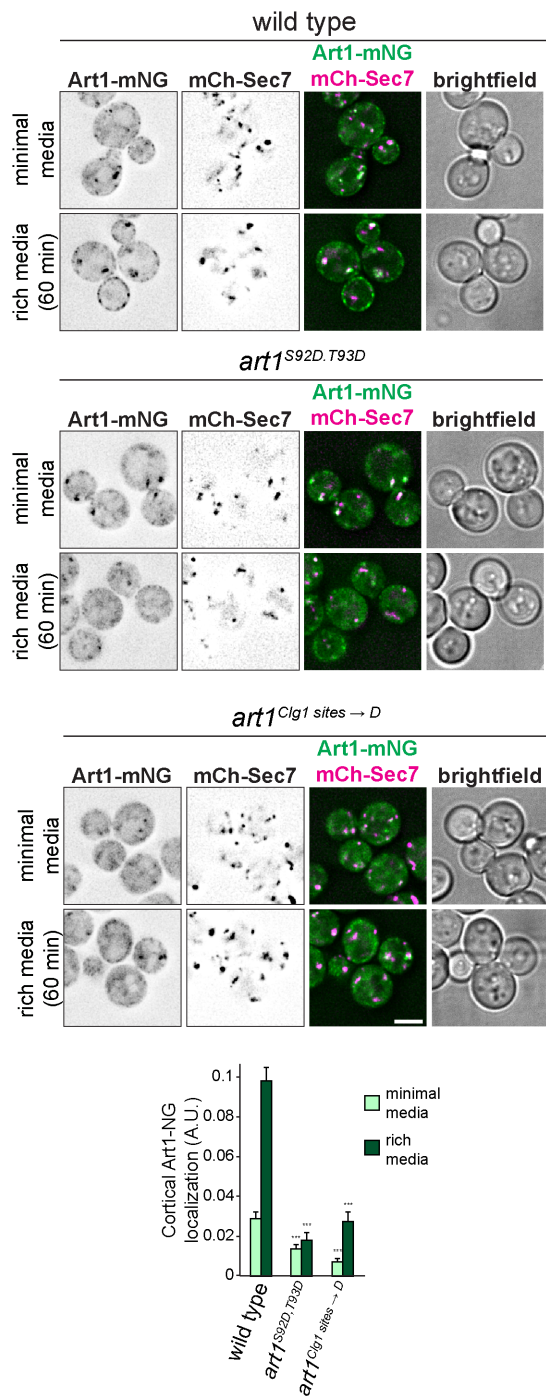 wild type
Art1-mNG
mCh-Sec7
Art1-mNG
mCh-Sec7
brightfield
minimal
media
rich media
(60 min)
art1S92D.T93D
Art1-mNG
mCh-Sec7
Art1-mNG
mCh-Sec7
brightfield
minimal
media
rich media
(60 min)
art1Clg1 sites → D
Art1-mNG
mCh-Sec7
Art1-mNG
mCh-Sec7
brightfield
minimal
media
rich media
(60 min)
Cortical Art1-NG
localization (A.U.)
0.1
0.08
0.06
0.04
0.02
0
minimal
media
rich
media
***
***
***
***
wild type
art1S92D,T93D
art1Clg1 sites → D